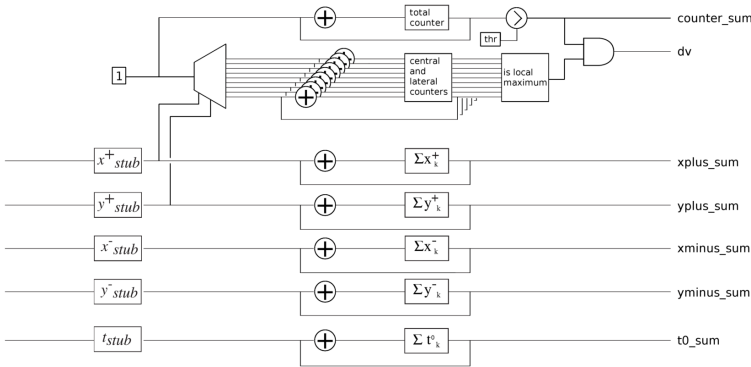 total
counter
counter_sum
>
thr
dv
1
central
and
lateral
counters
is local
maximum
x+stub
Σx+k
xplus_sum
y+stub
Σy+k
yplus_sum
x-stub
Σx-k
xminus_sum
y-stub
Σy-k
yminus_sum
tstub
Σ t°k
t0_sum